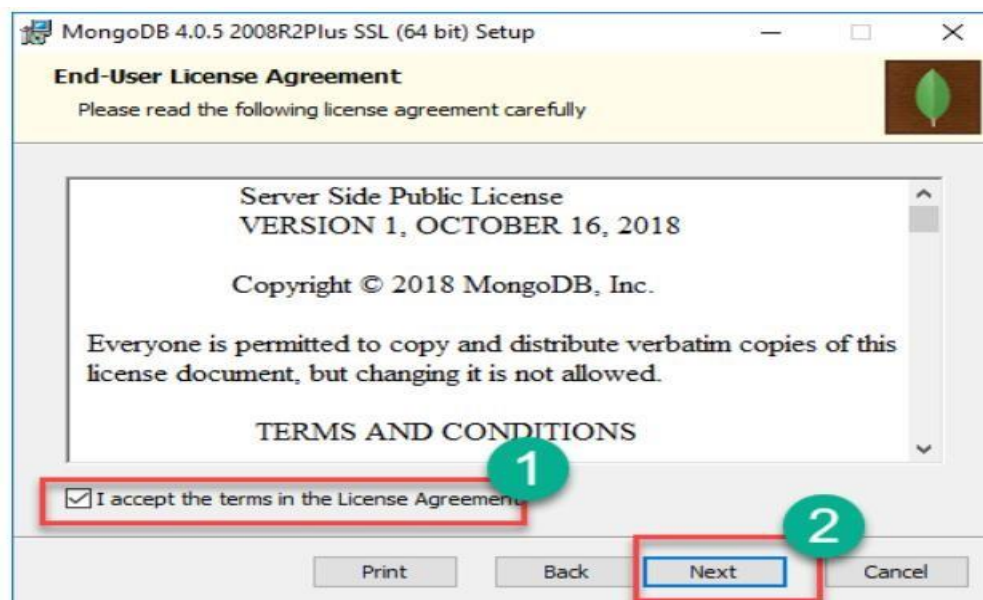 MongoDB 4.0.5 2008R2Plus SSL (64 bit) Setup
End-User License Agreement
Please read the following license agreement carefully
Server Side Public License
VERSION 1, OCTOBER 16, 2018
Copyright © 2018 MongoDB, Inc.
Everyone is permitted to copy and distribute verbatim copies of this
license document, but changing it is not allowed.
TERMS AND CONDITIONS
1
I accept the terms in the License Agreement
2
Print Back Next Cancel